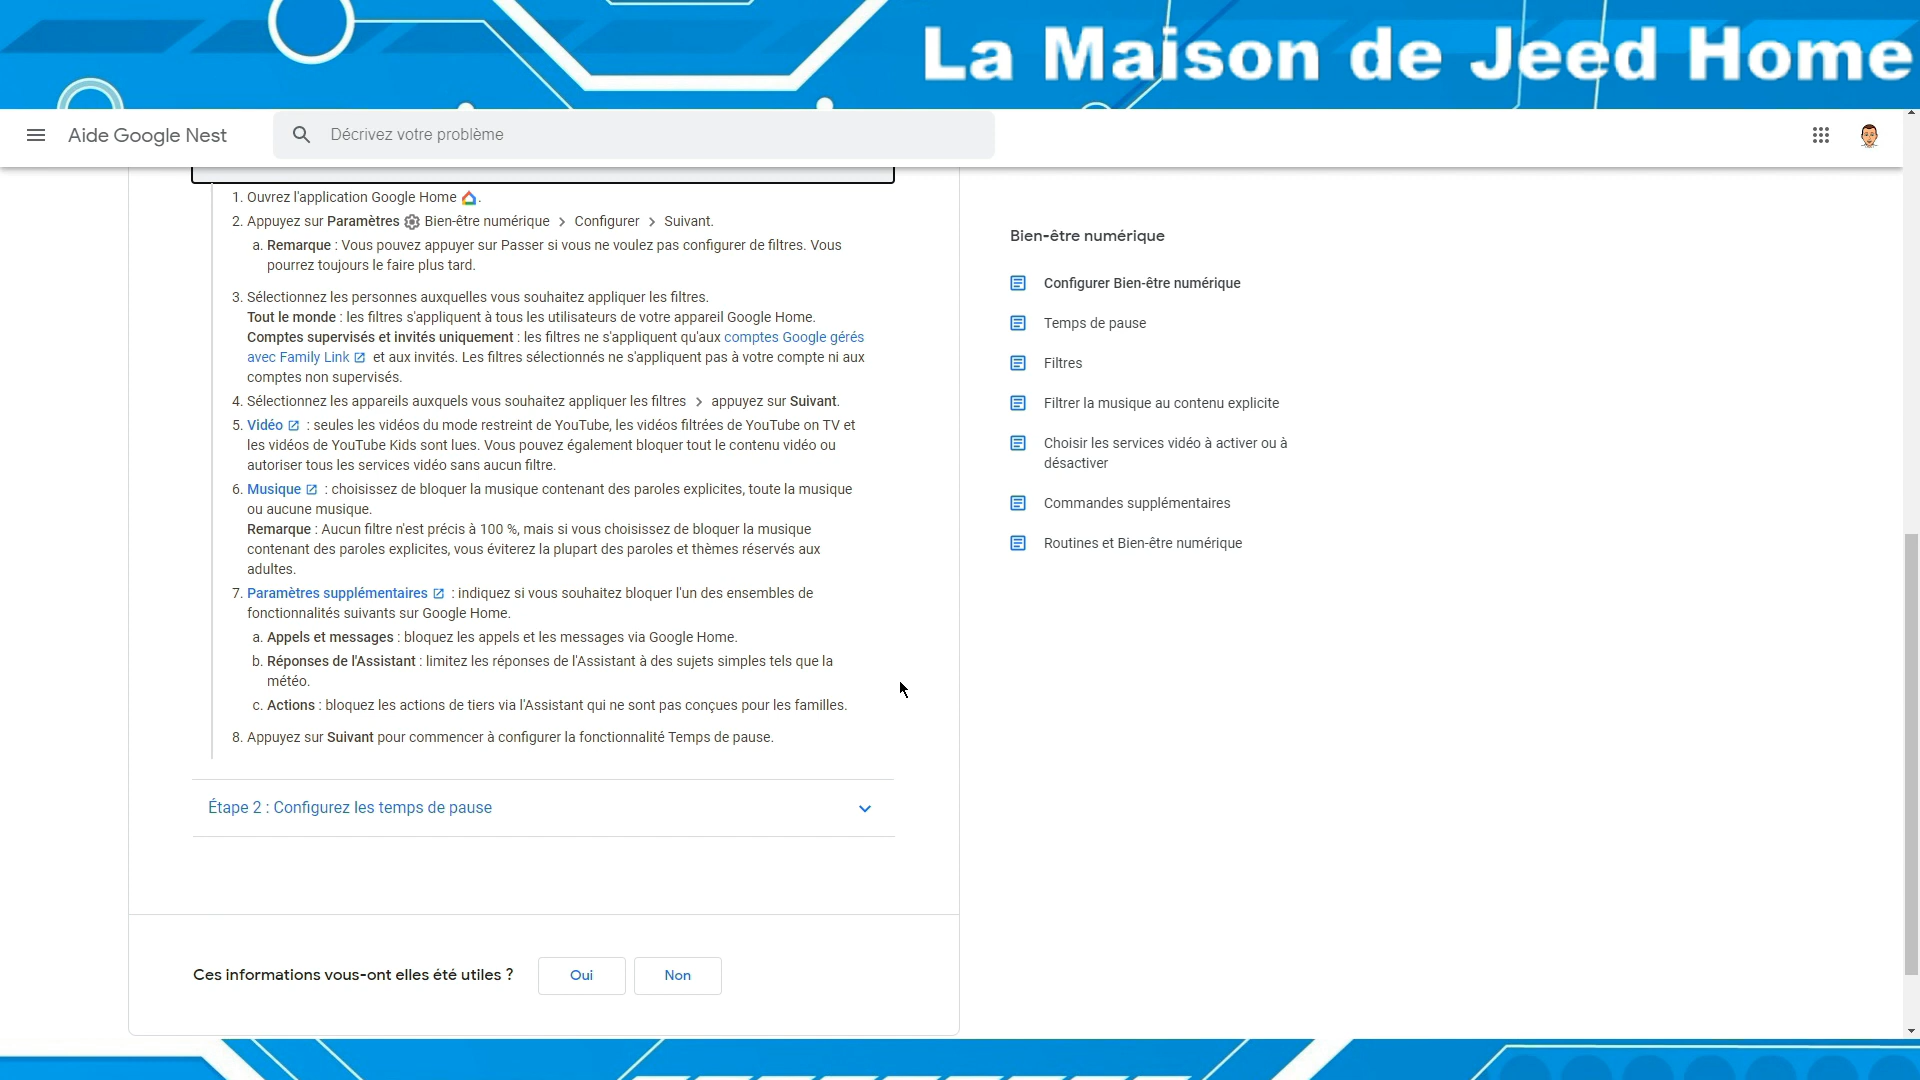 La Maison de Jeed Home
Aide Google Nest
Décrivez votre problème
1. Ouvrez l'application Google Home .
2. Appuyez sur Paramètres Bien-être numérique > Configurer > Suivant.
a. Remarque : Vous pouvez appuyer sur Passer si vous ne voulez pas configurer de filtres. Vous
pourrez toujours le faire plus tard.
3. Sélectionnez les personnes auxquelles vous souhaitez appliquer les filtres.
Tout le monde : les filtres s'appliquent à tous les utilisateurs de votre appareil Google Home.
Comptes supervisés et invités uniquement : les filtres ne s'appliquent qu'aux comptes Google gérés
avec Family Link et aux invités. Les filtres sélectionnés ne s'appliquent pas à votre compte ni aux
comptes non supervisés.
4. Sélectionnez les appareils auxquels vous souhaitez appliquer les filtres > appuyez sur Suivant.
5. Vidéo : seules les vidéos du mode restreint de YouTube, les vidéos filtrées de YouTube on TV et
les vidéos de YouTube Kids sont lues. Vous pouvez également bloquer tout le contenu vidéo ou
autoriser tous les services vidéo sans aucun filtre.
6. Musique : choisissez de bloquer la musique contenant des paroles explicites, toute la musique
ou aucune musique.
Remarque : Aucun filtre n'est précis à 100 %, mais si vous choisissez de bloquer la musique
contenant des paroles explicites, vous éviterez la plupart des paroles et thèmes réservés aux
adultes.
7. Paramètres supplémentaires : indiquez si vous souhaitez bloquer l'un des ensembles de
fonctionnalités suivants sur Google Home.
a. Appels et messages : bloquez les appels et les messages via Google Home.
b. Réponses de l'Assistant : limitez les réponses de l'Assistant à des sujets simples tels que la
météo.
c. Actions : bloquez les actions de tiers via l'Assistant qui ne sont pas conçues pour les familles.
8. Appuyez sur Suivant pour commencer à configurer la fonctionnalité Temps de pause.
Étape 2 : Configurez les temps de pause
Ces informations vous-ont elles été utiles ?
Oui
Non
Bien-être numérique
Configurer Bien-être numérique
Temps de pause
Filtres
Filtrer la musique au contenu explicite
Choisir les services vidéo à activer ou à
désactiver
Commandes supplémentaires
Routines et Bien-être numérique